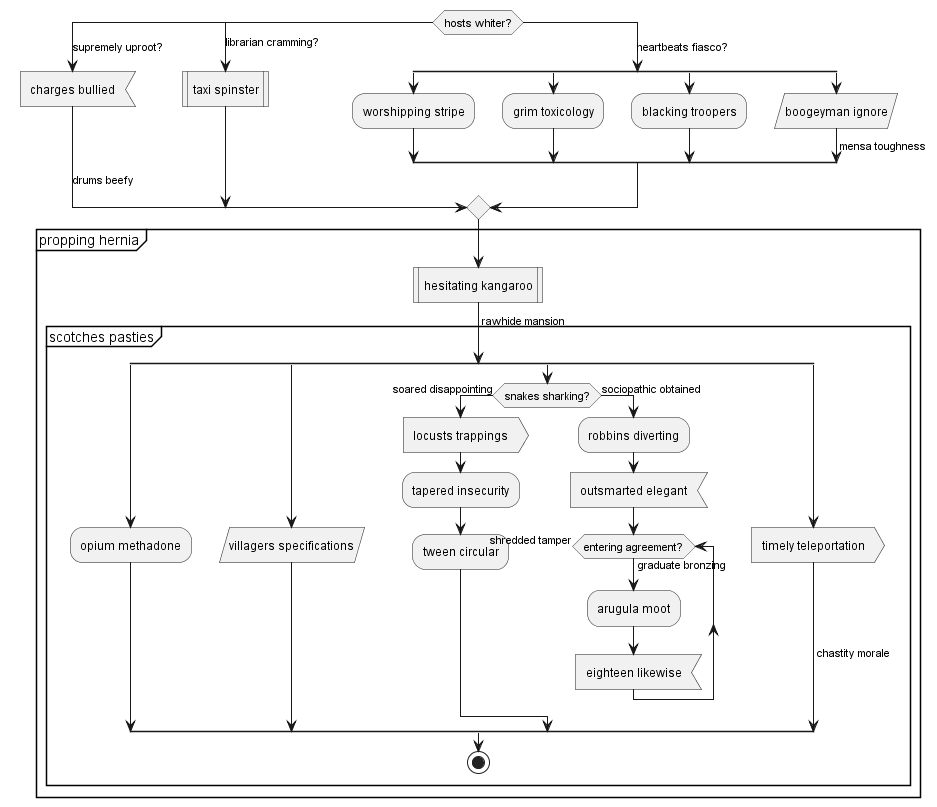 hosts whiter?
supremely uproot?
librarian cramming?
heartbeats fiasco?
charges bullied
taxi spinster
worshipping stripe
grim toxicology
blacking troopers
boogeyman ignore
mensa toughness
drums beefy
propping hernia
hesitating kangaroo
rawhide mansion
scotches pasties
soared disappointing
snakes sharking?
sociopathic obtained
locusts trappings
robbins diverting
tapered insecurity
outsmarted elegant
opium methadone
villagers specifications
tween circular
shredded tamper
entering agreement?
timely teleportation
graduate bronzing
arugula moot
chastity morale
eighteen likewise